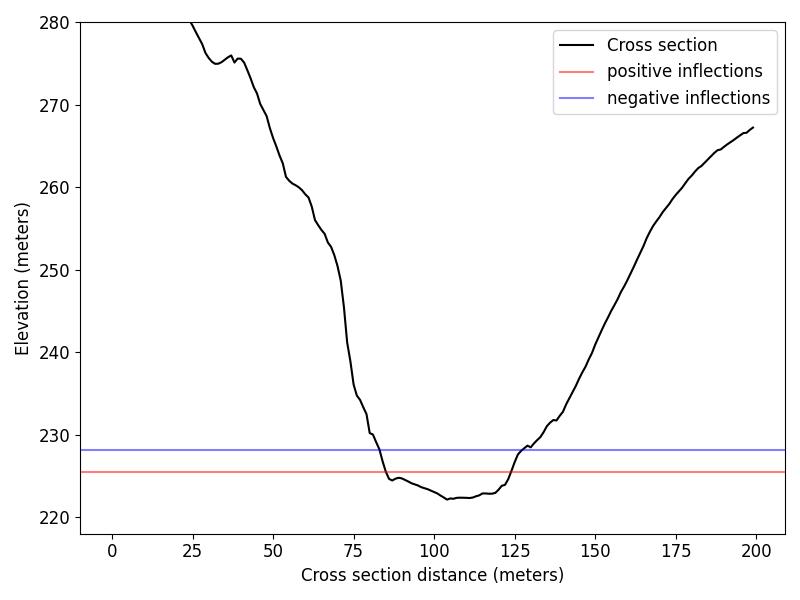 280
270
260
250
240
230
220
Elevation (meters)
Cross section
positive inflections
negative inflections
0 25 50 75 100 125 150 175 200
Cross section distance (meters)